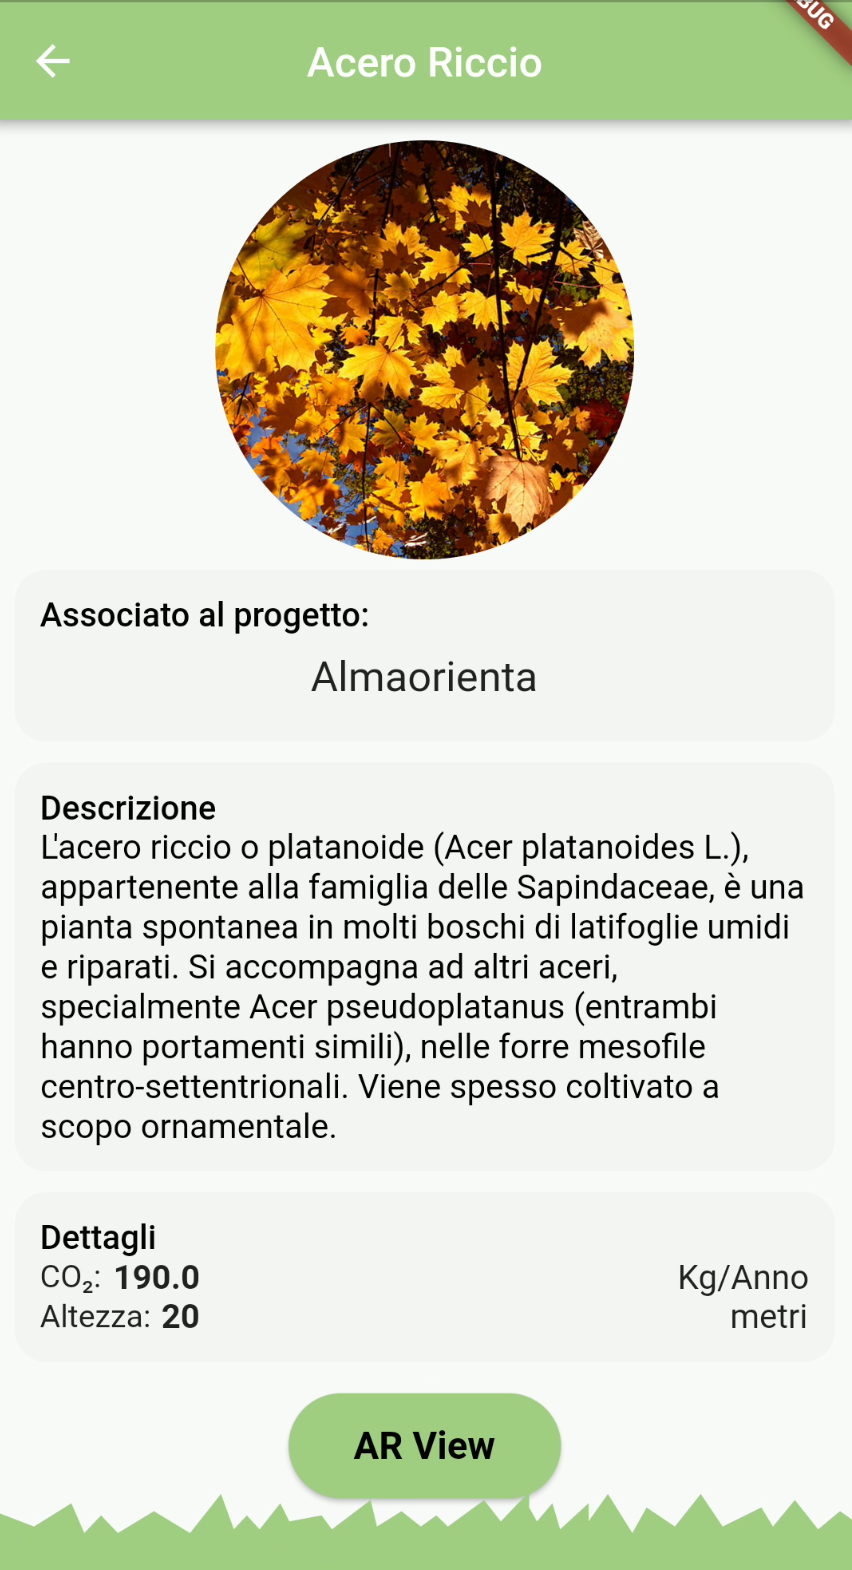 Acero Riccio
Associato al progetto:
Almaorienta
Descrizione
L'acero riccio o platanoide (Acer platanoides L.),
appartenente alla famiglia delle Sapindaceae, è una
pianta spontanea in molti boschi di latifoglie umidi
e riparati. Si accompagna ad altri aceri,
specialmente Acer pseudoplatanus (entrambi
hanno portamenti simili), nelle forre mesofile
centro-settentrionali. Viene spesso coltivato a
scopo ornamentale.
Dettagli
CO₂: 190.0 Kg/Anno
Altezza: 20 metri
AR View